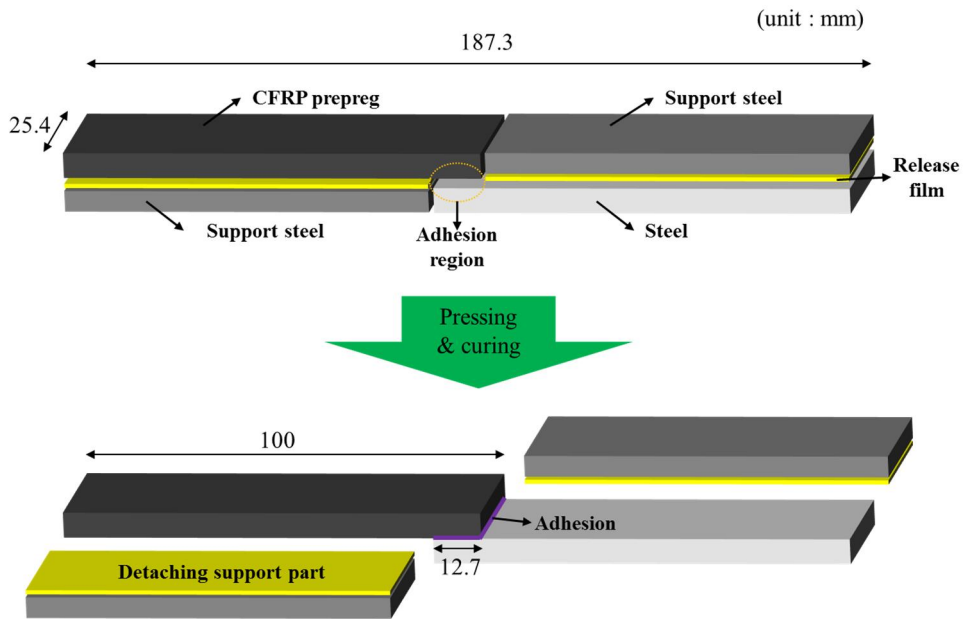 (unit : mm)
187.3
25.4
CFRP prepreg
Support steel
Release
film
Support steel
Adhesion
region
Steel
Pressing
& curing
100
Adhesion
12.7
Detaching support part